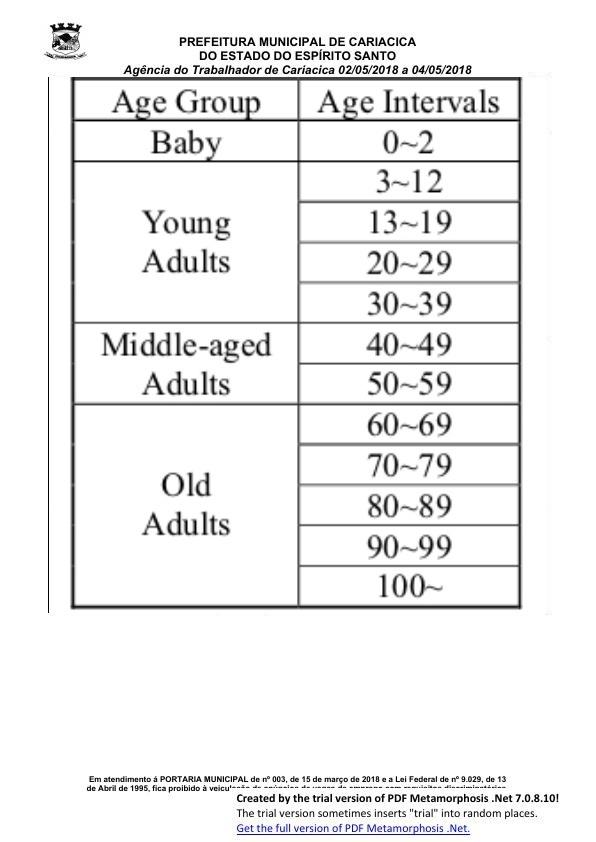 PREFEITURA MUNICIPAL DE CARIACICA
DO ESTADO DO ESPÍRITO SANTO
Agência do Trabalhador de Cariacica 02/05/2018 a 04/05/2018
Age Group Age Intervals
Baby 0~2
3~12
Young 13~19
Adults 20~29
30~39
Middle-aged 40~49
Adults 50~59
60~69
70~79
Old 80~89
Adults 90~99
100~
Em atendimento á PORTARIA MUNICIPAL de nº 003, de 15 de março de 2018 e a Lei Federal de nº 9.029, de 13
de Abril de 1995, fica proibido à
Created by the trial version of PDF Metamorphosis .Net 7.0.8.10!
The trial version sometimes inserts "trial" into random places.
Get the full version of PDF Metamorphosis .Net.